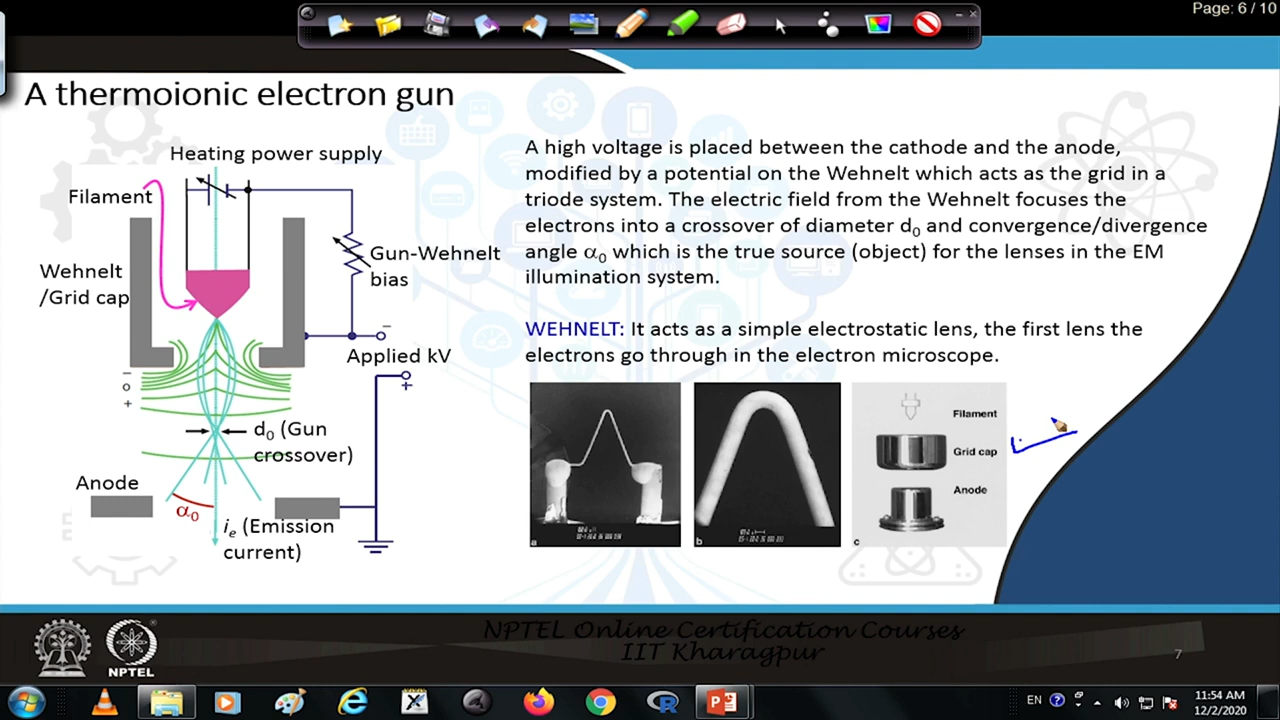 Page: 6 / 10
A thermoionic electron gun
Heating power supply
Filament
Wehnelt
/Grid cap
Gun-Wehnelt
bias
−
Applied kV
+
−
o
+
d₀ (Gun
crossover)
Anode
α₀
iₑ (Emission
current)
A high voltage is placed between the cathode and the anode,
modified by a potential on the Wehnelt which acts as the grid in a
triode system. The electric field from the Wehnelt focuses the
electrons into a crossover of diameter d₀ and convergence/divergence
angle α₀ which is the true source (object) for the lenses in the EM
illumination system.
WEHNELT: It acts as a simple electrostatic lens, the first lens the
electrons go through in the electron microscope.
a
b
c
Filament
Grid cap
Anode
NPTEL Online Certification Courses
IIT Kharagpur
NPTEL
7
EN
11:54 AM
12/2/2020